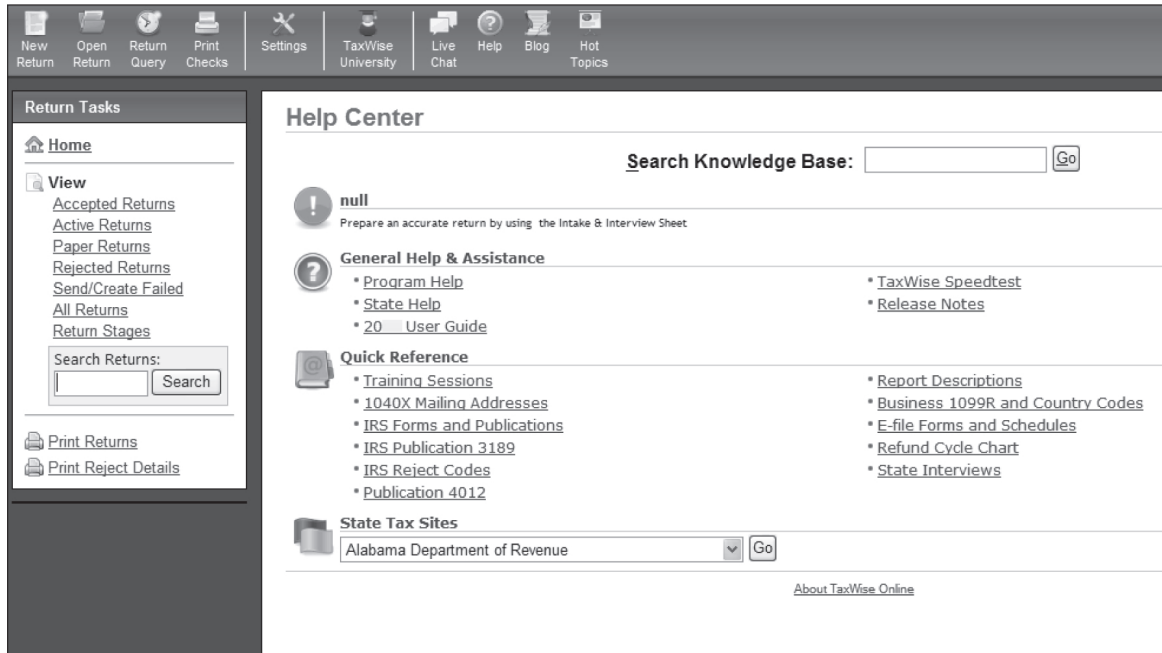 New Return
Open Return
Return Query
Print Checks
Settings
TaxWise University
Live Chat
Help
Blog
Hot Topics
Return Tasks
Home
View
Accepted Returns
Active Returns
Paper Returns
Rejected Returns
Send/Create Failed
All Returns
Return Stages
Search Returns:
Search
Print Returns
Print Reject Details
Help Center
Search Knowledge Base:
Go
null
Prepare an accurate return by using the Intake & Interview Sheet
General Help & Assistance
Program Help
State Help
20 User Guide
TaxWise Speedtest
Release Notes
Quick Reference
Training Sessions
1040X Mailing Addresses
IRS Forms and Publications
IRS Publication 3189
IRS Reject Codes
Publication 4012
Report Descriptions
Business 1099R and Country Codes
E-file Forms and Schedules
Refund Cycle Chart
State Interviews
State Tax Sites
Alabama Department of Revenue
Go
About TaxWise Online